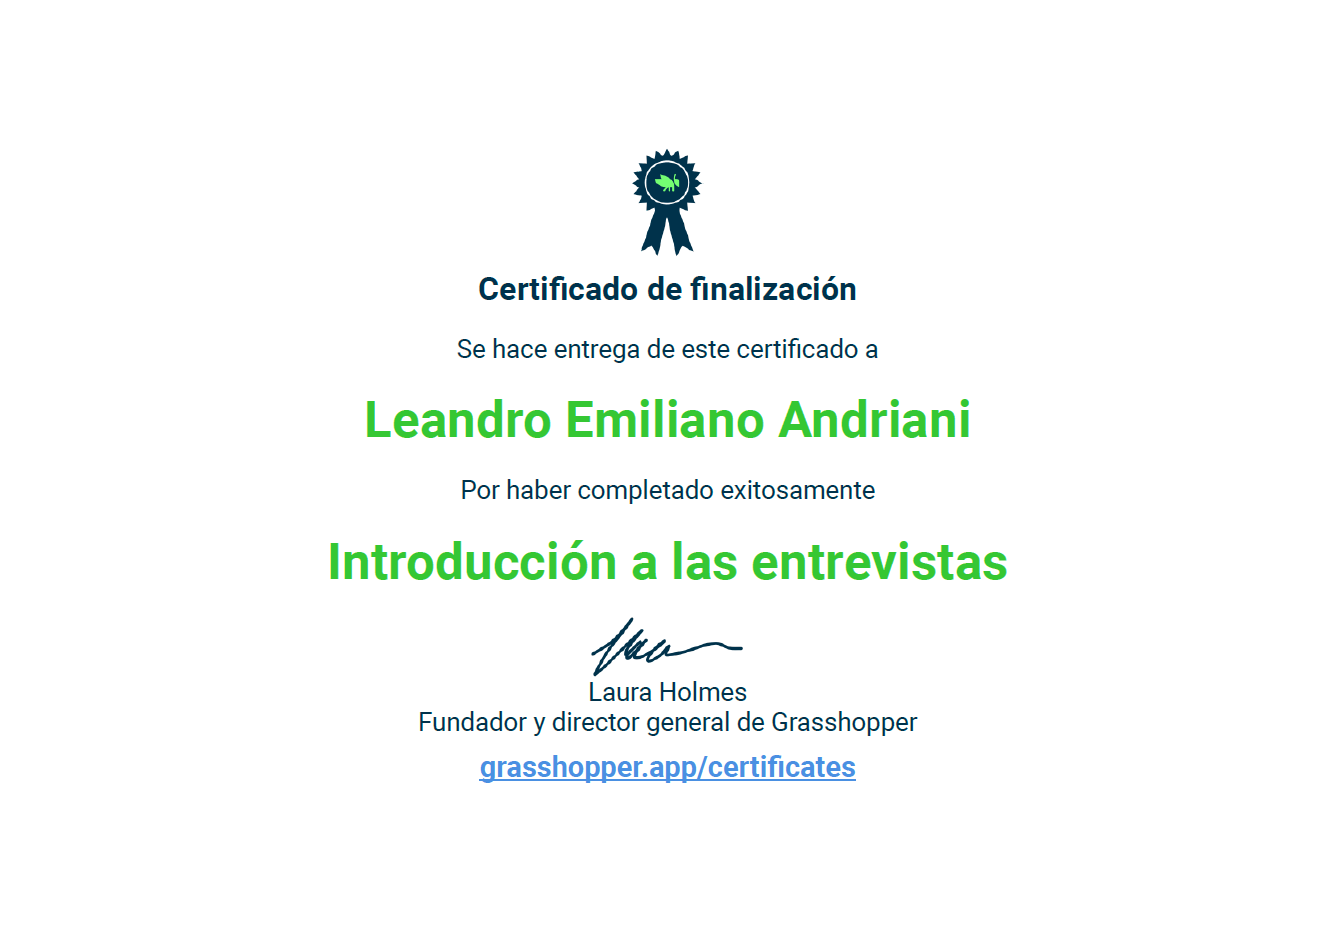 Certificado de finalización
Se hace entrega de este certificado a
Leandro Emiliano Andriani
Por haber completado exitosamente
Introducción a las entrevistas
Laura Holmes
Fundador y director general de Grasshopper
grasshopper.app/certificates